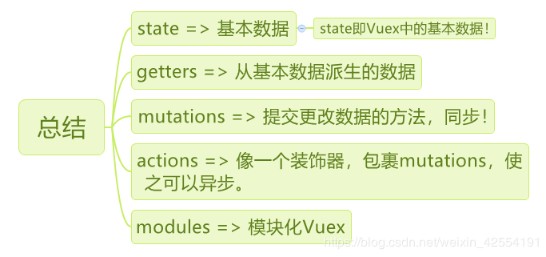 总结
state => 基本数据
state即Vuex中的基本数据！
getters => 从基本数据派生的数据
mutations => 提交更改数据的方法，同步！
actions => 像一个装饰器，包裹mutations，使
之可以异步。
modules => 模块化Vuex
https://blog.csdn.net/weixin_42554191